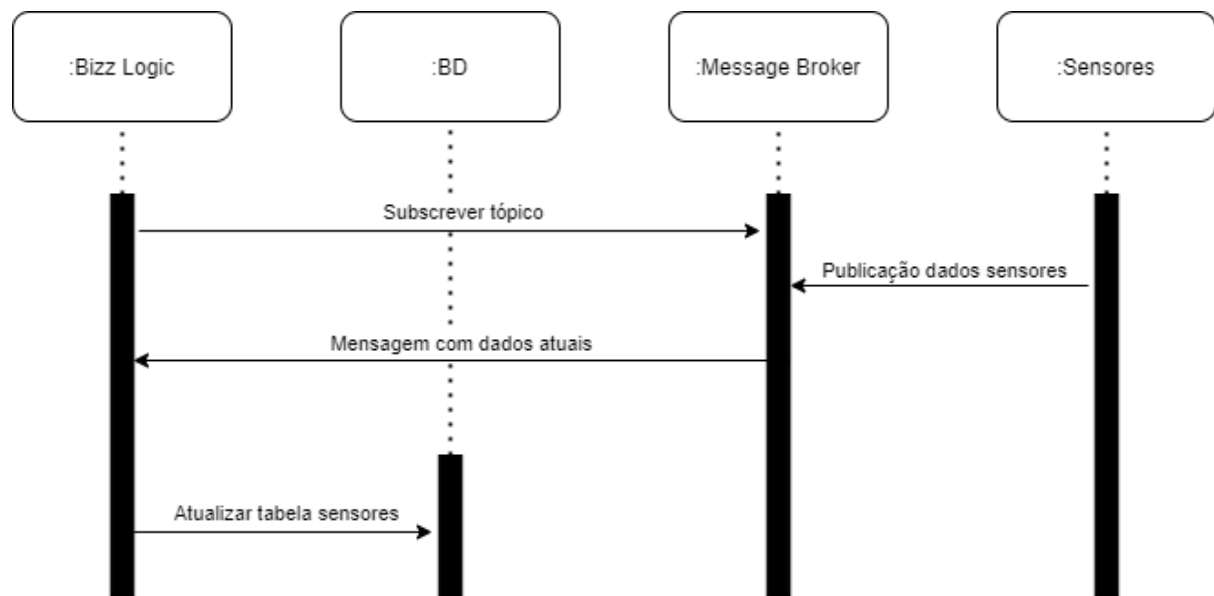 :Bizz Logic
:BD
:Message Broker
:Sensores
Subscrever tópico
Publicação dados sensores
Mensagem com dados atuais
Atualizar tabela sensores